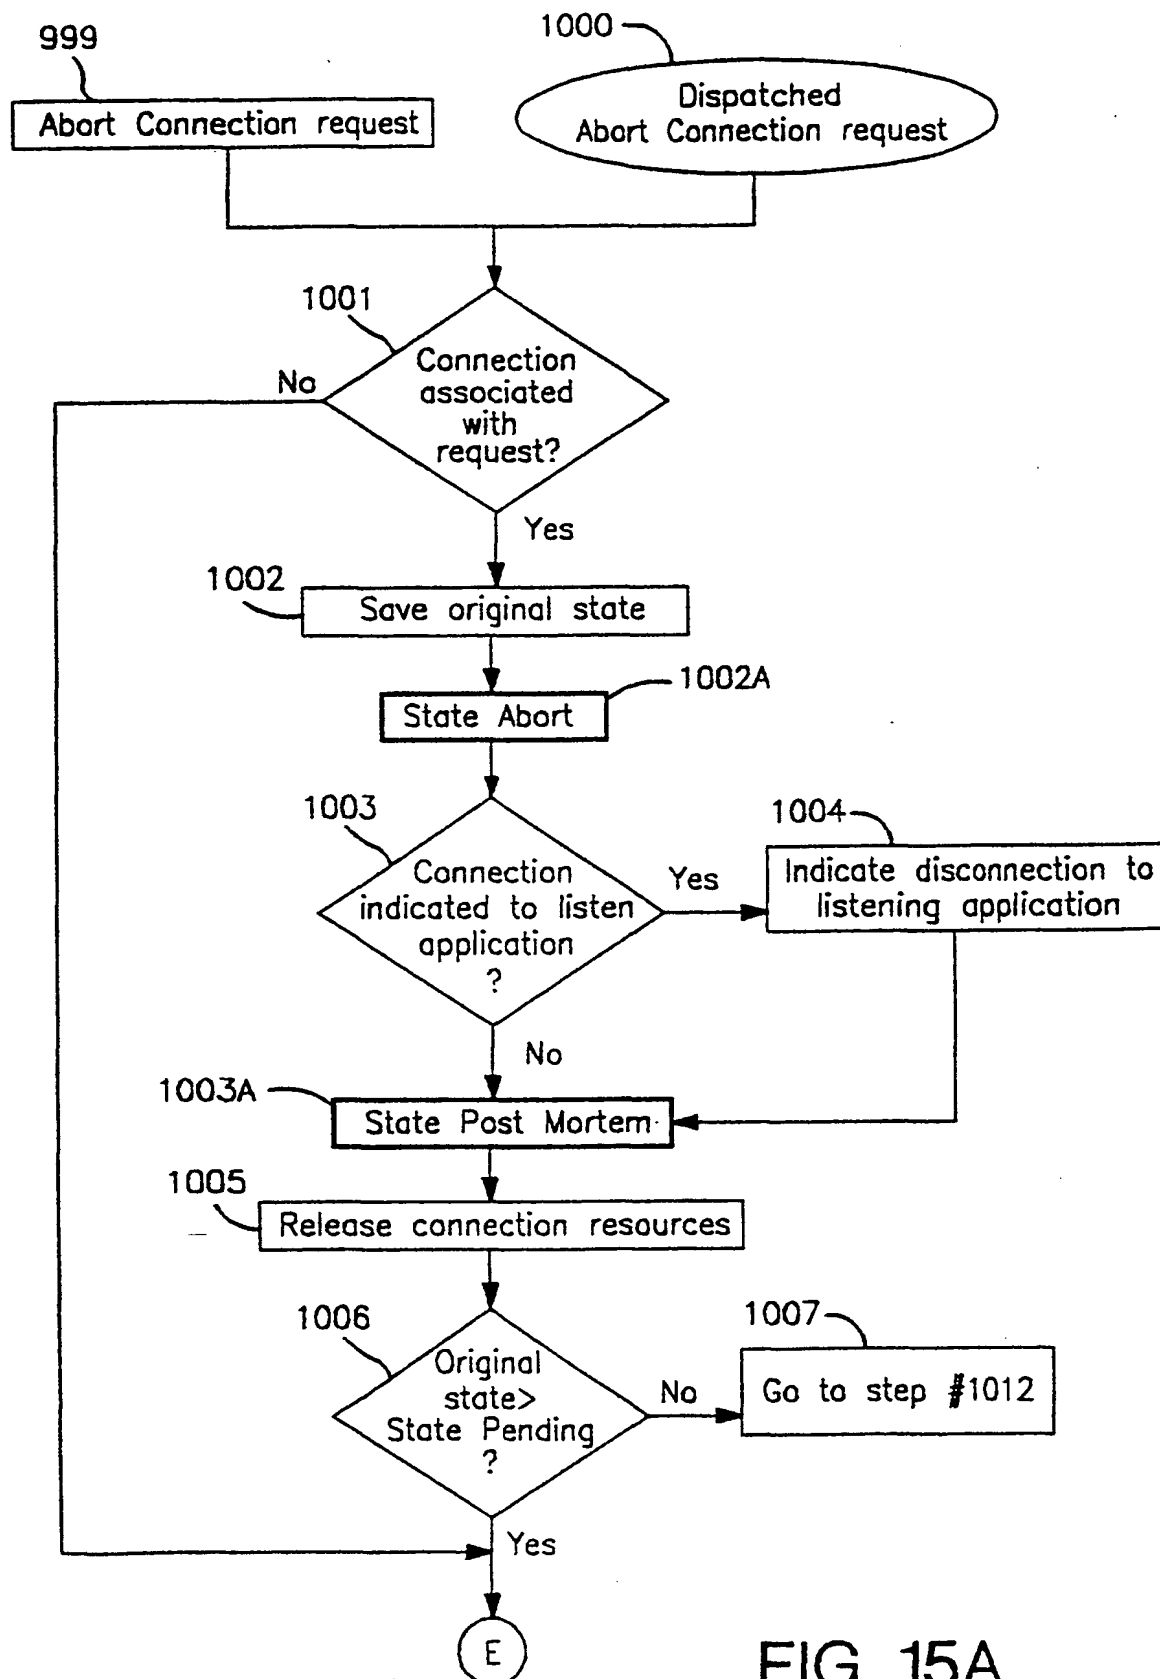 999
1000
Abort Connection request
Dispatched
Abort Connection request
1001
No
Connection
associated
with
request?
Yes
1002
Save original state
1002A
State Abort
1003
1004
Connection
indicated to listen
application
?
Yes
Indicate disconnection to
listening application
No
1003A
State Post Mortem
1005
Release connection resources
1006
1007
Original
state>
State Pending
?
No
Go to step #1012
Yes
E
FIG. 15A